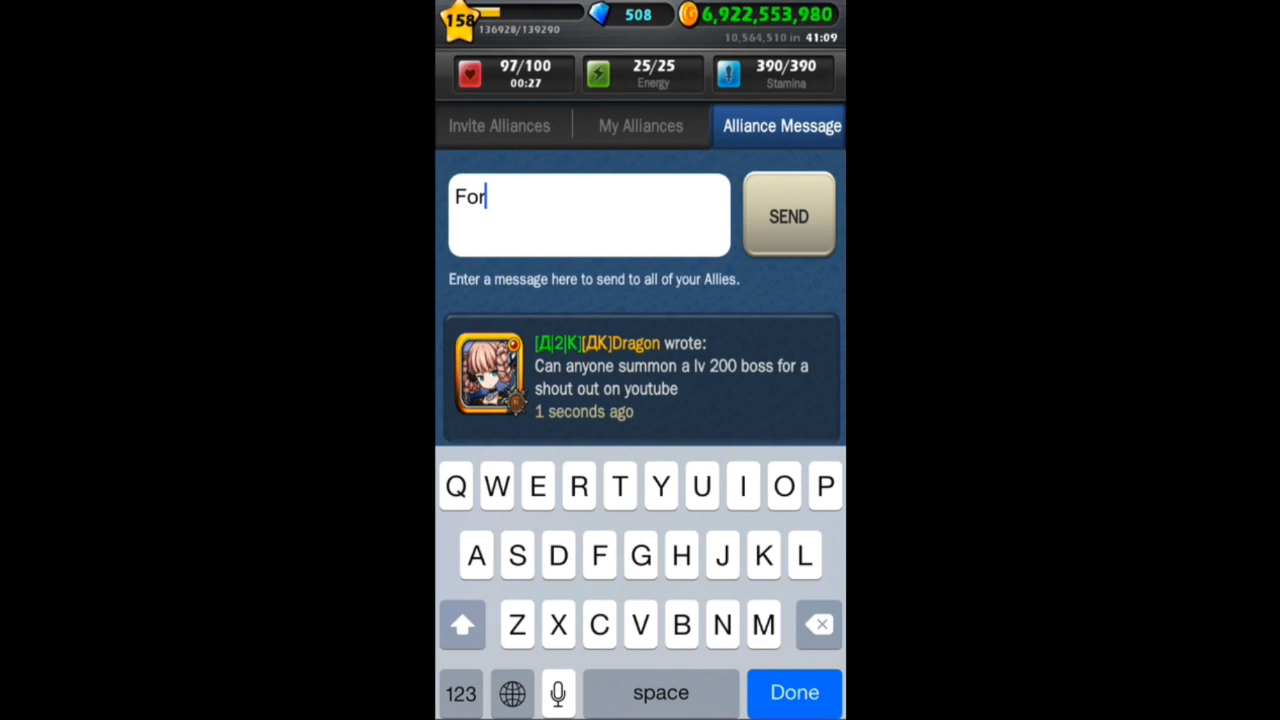 158
136928/139290
508
6,922,553,980
10,564,510 in 41:09
97/100
00:27
25/25
Energy
390/390
Stamina
Invite Alliances
My Alliances
Alliance Message
For
SEND
Enter a message here to send to all of your Allies.
[Д|2|К][ДК]Dragon wrote:
Can anyone summon a lv 200 boss for a
shout out on youtube
1 seconds ago
Q W E R T Y U I O P
A S D F G H J K L
Z X C V B N M
123
space
Done